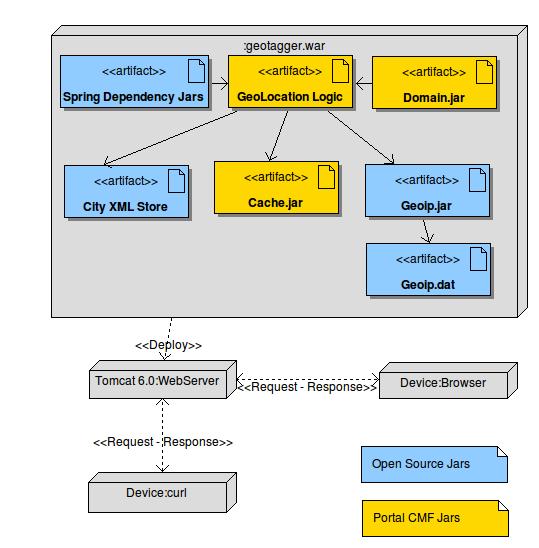 :geotagger.war
<<artifact>>
Spring Dependency Jars
<<artifact>>
GeoLocation Logic
<<artifact>>
Domain.jar
<<artifact>>
City XML Store
<<artifact>>
Cache.jar
<<artifact>>
Geoip.jar
<<artifact>>
Geoip.dat
<<Deploy>>
Tomcat 6.0:WebServer
<<Request - Response>>
Device:Browser
<<Request - Response>>
Device:curl
Open Source Jars
Portal CMF Jars